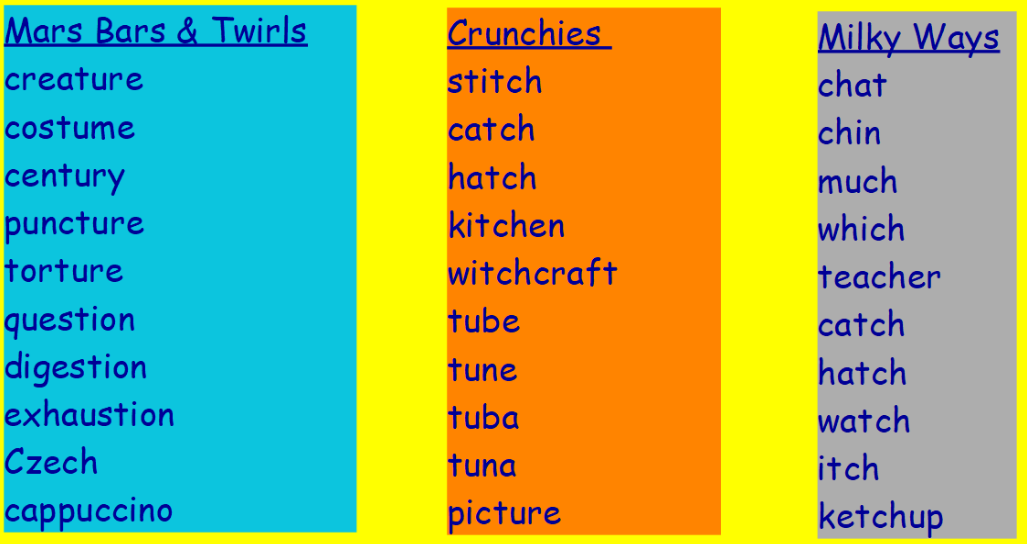 Mars Bars & Twirls
creature
costume
century
puncture
torture
question
digestion
exhaustion
Czech
cappuccino
Crunchies
stitch
catch
hatch
kitchen
witchcraft
tube
tune
tuba
tuna
picture
Milky Ways
chat
chin
much
which
teacher
catch
hatch
watch
itch
ketchup